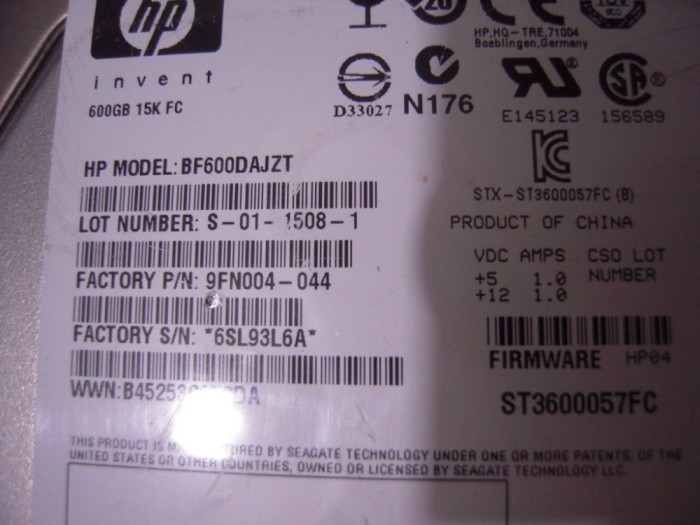 hp
invent
600GB 15K FC
HP,HQ-TRE,71004
Boeblingen,Germany
D33027 N176
E145123 156589
HP MODEL: BF600DAJZT
STX-ST3600057FC (B)
LOT NUMBER: S-01- 1508-1
PRODUCT OF CHINA
VDC AMPS CSO LOT
+5 1.0 NUMBER
+12 1.0
FACTORY P/N: 9FN004-044
FACTORY S/N: *6SL93L6A*
FIRMWARE HP04
ST3600057FC
THIS PRODUCT IS BY SEAGATE TECHNOLOGY UNDER ONE OR MORE PATENTS, OF THE
UNITED STATES OR OTHER COUNTRIES, OWNED OR LICENSED BY SEAGATE TECHNOLOGY LLC.